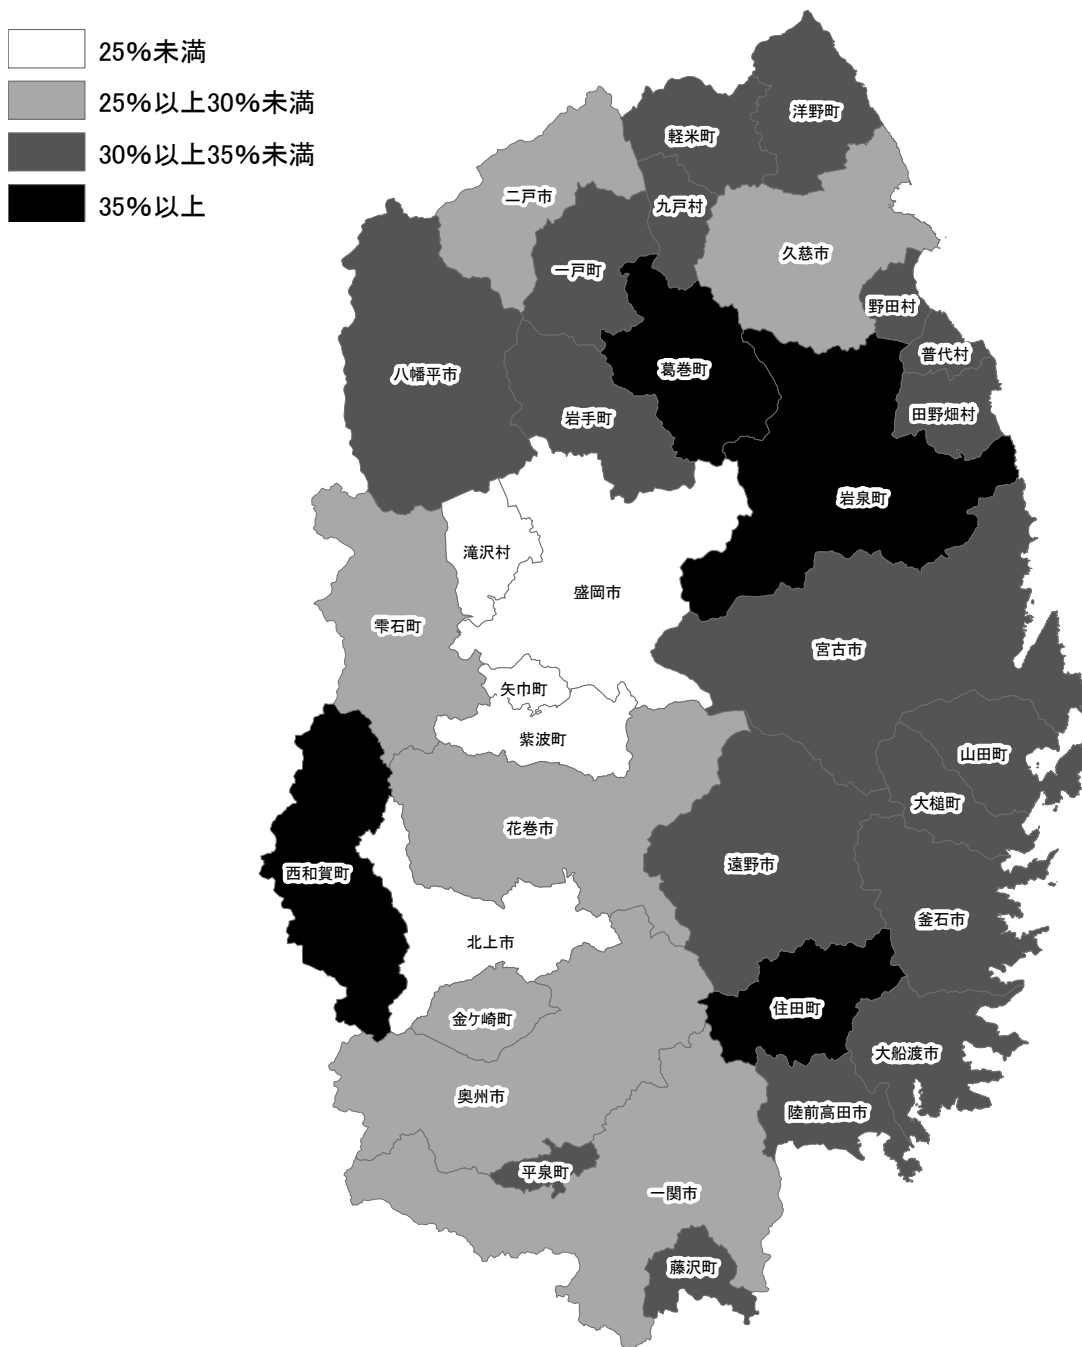 25%未満
25%以上30%未満
30%以上35%未満
35%以上
洋野町
軽米町
二戸市
九戸村
久慈市
一戸町
野田村
普代村
葛巻町
八幡平市
田野畑村
岩手町
岩泉町
滝沢村
盛岡市
雫石町
宮古市
矢巾町
紫波町
山田町
大槌町
花巻市
遠野市
西和賀町
釜石市
北上市
住田町
金ケ崎町
大船渡市
奥州市
陸前高田市
平泉町
一関市
藤沢町